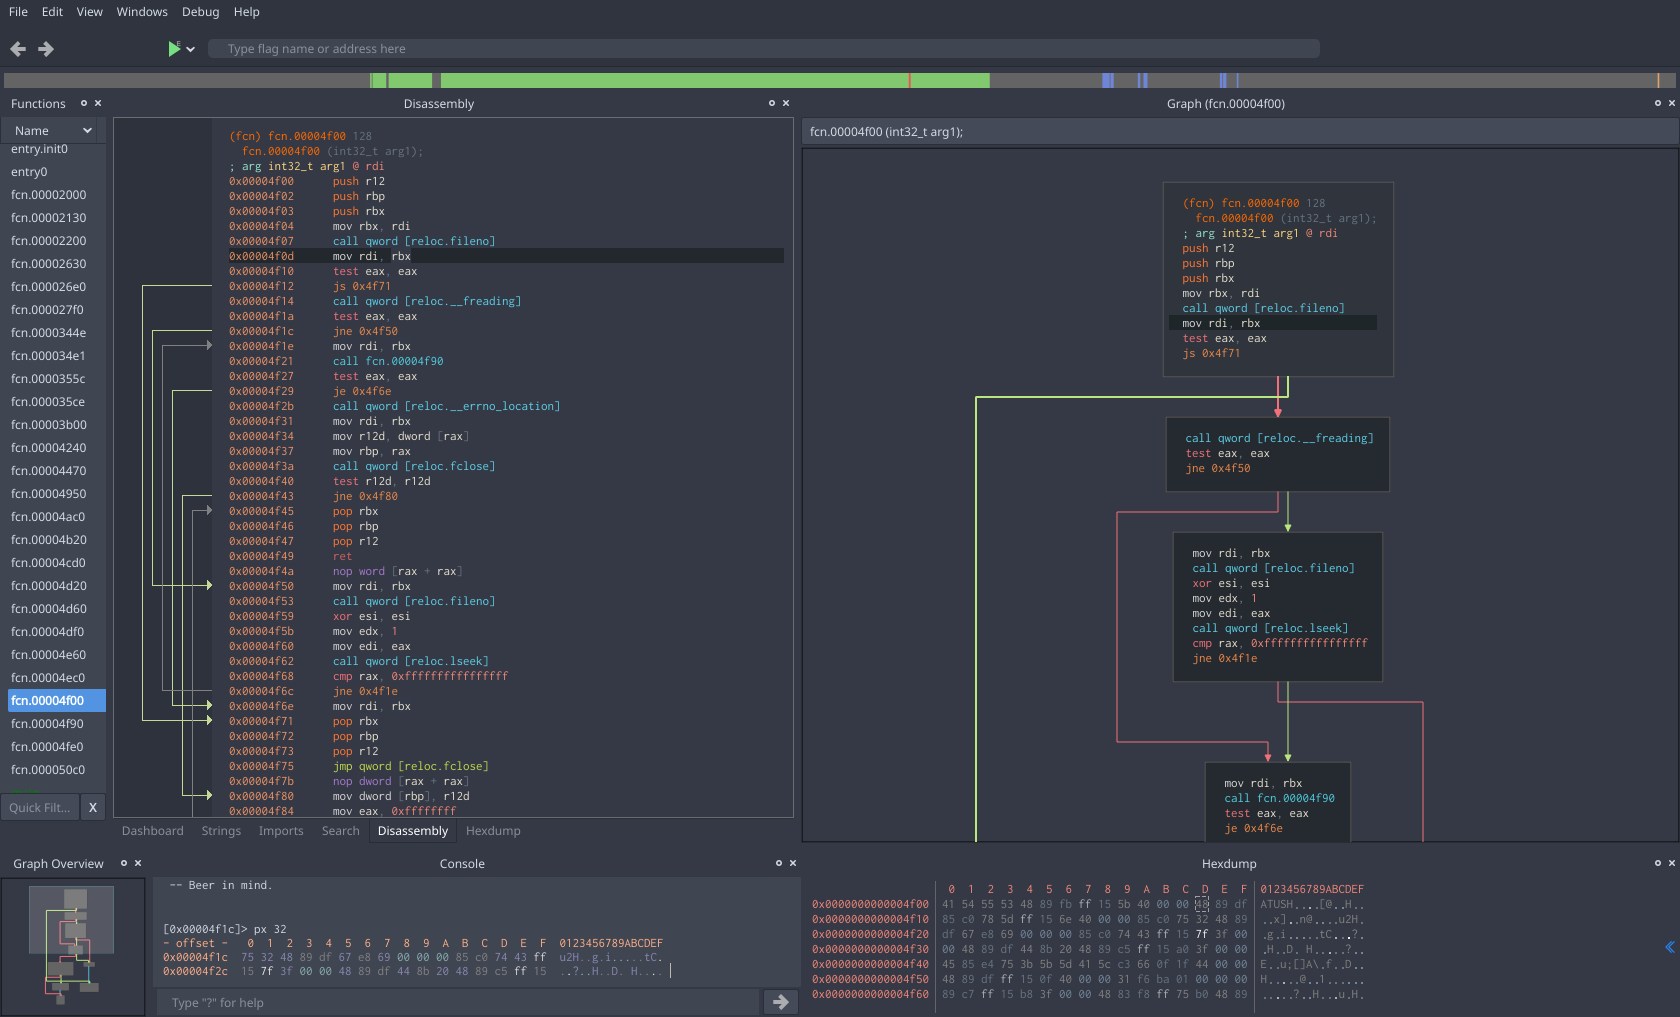 File Edit View Windows Debug Help
Type flag name or address here
Functions
Name
entry.init0
entry0
fcn.00002000
fcn.00002130
fcn.00002200
fcn.00002630
fcn.000026e0
fcn.000027f0
fcn.0000344e
fcn.000034e1
fcn.0000355c
fcn.000035ce
fcn.00003b00
fcn.00004240
fcn.00004470
fcn.00004950
fcn.00004ac0
fcn.00004b20
fcn.00004cd0
fcn.00004d20
fcn.00004d60
fcn.00004df0
fcn.00004e60
fcn.00004ec0
fcn.00004f00
fcn.00004f90
fcn.00004fe0
fcn.000050c0
Quick Filt... X
Disassembly
(fcn) fcn.00004f00 128
fcn.00004f00 (int32_t arg1);
; arg int32_t arg1 @ rdi
0x00004f00 push r12
0x00004f02 push rbp
0x00004f03 push rbx
0x00004f04 mov rbx, rdi
0x00004f07 call qword [reloc.fileno]
0x00004f0d mov rdi, rbx
0x00004f10 test eax, eax
0x00004f12 js 0x4f71
0x00004f14 call qword [reloc.__freading]
0x00004f1a test eax, eax
0x00004f1c jne 0x4f50
0x00004f1e mov rdi, rbx
0x00004f21 call fcn.00004f90
0x00004f27 test eax, eax
0x00004f29 je 0x4f6e
0x00004f2b call qword [reloc.__errno_location]
0x00004f31 mov rdi, rbx
0x00004f34 mov r12d, dword [rax]
0x00004f37 mov rbp, rax
0x00004f3a call qword [reloc.fclose]
0x00004f40 test r12d, r12d
0x00004f43 jne 0x4f80
0x00004f45 pop rbx
0x00004f46 pop rbp
0x00004f47 pop r12
0x00004f49 ret
0x00004f4a nop word [rax + rax]
0x00004f50 mov rdi, rbx
0x00004f53 call qword [reloc.fileno]
0x00004f59 xor esi, esi
0x00004f5b mov edx, 1
0x00004f60 mov edi, eax
0x00004f62 call qword [reloc.lseek]
0x00004f68 cmp rax, 0xffffffffffffffff
0x00004f6c jne 0x4f1e
0x00004f6e mov rdi, rbx
0x00004f71 pop rbx
0x00004f72 pop rbp
0x00004f73 pop r12
0x00004f75 jmp qword [reloc.fclose]
0x00004f7b nop dword [rax + rax]
0x00004f80 mov dword [rbp], r12d
0x00004f84 mov eax, 0xffffffff
Dashboard Strings Imports Search Disassembly Hexdump
Graph (fcn.00004f00)
fcn.00004f00 (int32_t arg1);
(fcn) fcn.00004f00 128
fcn.00004f00 (int32_t arg1);
; arg int32_t arg1 @ rdi
push r12
push rbp
push rbx
mov rbx, rdi
call qword [reloc.fileno]
mov rdi, rbx
test eax, eax
js 0x4f71
call qword [reloc.__freading]
test eax, eax
jne 0x4f50
mov rdi, rbx
call qword [reloc.fileno]
xor esi, esi
mov edx, 1
mov edi, eax
call qword [reloc.lseek]
cmp rax, 0xffffffffffffffff
jne 0x4f1e
mov rdi, rbx
call fcn.00004f90
test eax, eax
je 0x4f6e
Graph Overview
Console
-- Beer in mind.
[0x00004f1c]> px 32
- offset - 0 1 2 3 4 5 6 7 8 9 A B C D E F 0123456789ABCDEF
0x00004f1c 75 32 48 89 df 67 e8 69 00 00 00 85 c0 74 43 ff u2H..g.i.....tC.
0x00004f2c 15 7f 3f 00 00 48 89 df 44 8b 20 48 89 c5 ff 15 ..?..H..D. H....
Type "?" for help
Hexdump
0 1 2 3 4 5 6 7 8 9 A B C D E F 0123456789ABCDEF
0x0000000000004f00 41 54 55 53 48 89 fb ff 15 5b 40 00 00 48 89 df ATUSH....[@..H..
0x0000000000004f10 85 c0 78 5d ff 15 6e 40 00 00 85 c0 75 32 48 89 ..x]..n@....u2H.
0x0000000000004f20 df 67 e8 69 00 00 00 85 c0 74 43 ff 15 7f 3f 00 .g.i.....tC...?.
0x0000000000004f30 00 48 89 df 44 8b 20 48 89 c5 ff 15 a0 3f 00 00 .H..D. H.....?..
0x0000000000004f40 45 85 e4 75 3b 5b 5d 41 5c c3 66 0f 1f 44 00 00 E..u;[]A\.f..D..
0x0000000000004f50 48 89 df ff 15 0f 40 00 00 31 f6 ba 01 00 00 00 H.....@..1......
0x0000000000004f60 89 c7 ff 15 b8 3f 00 00 48 83 f8 ff 75 b0 48 89 .....?..H...u.H.